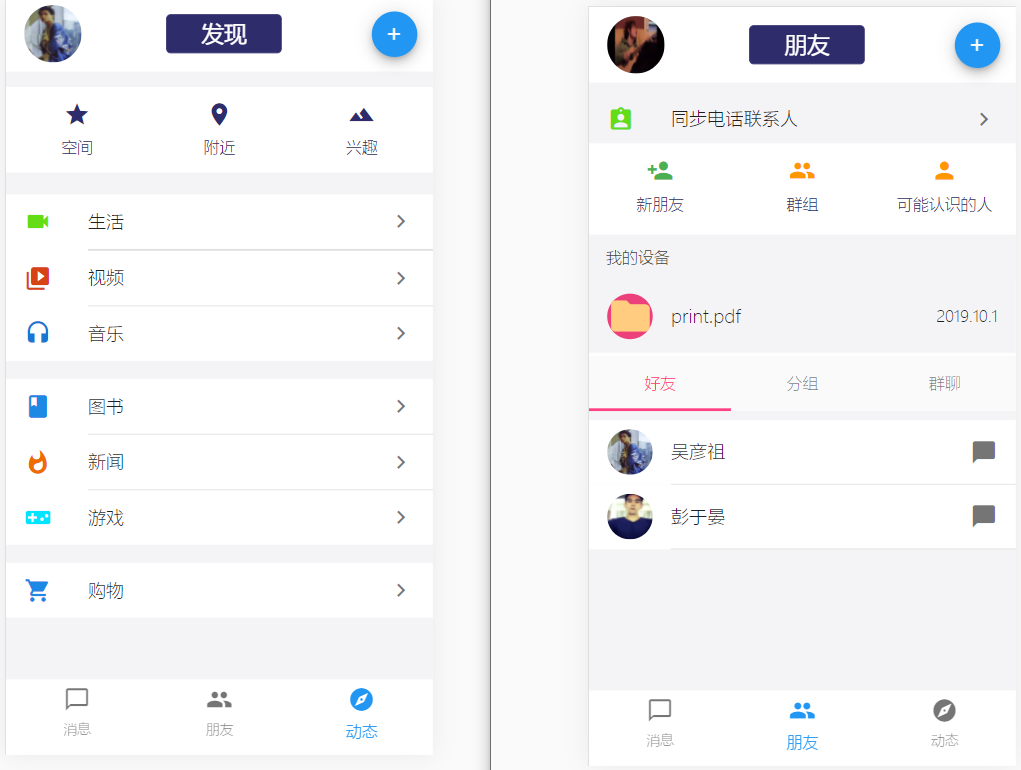 发现
空间
附近
兴趣
生活
视频
音乐
图书
新闻
游戏
购物
消息
朋友
动态
朋友
同步电话联系人
新朋友
群组
可能认识的人
我的设备
print.pdf
2019.10.1
好友
分组
群聊
吴彦祖
彭于晏
消息
朋友
动态